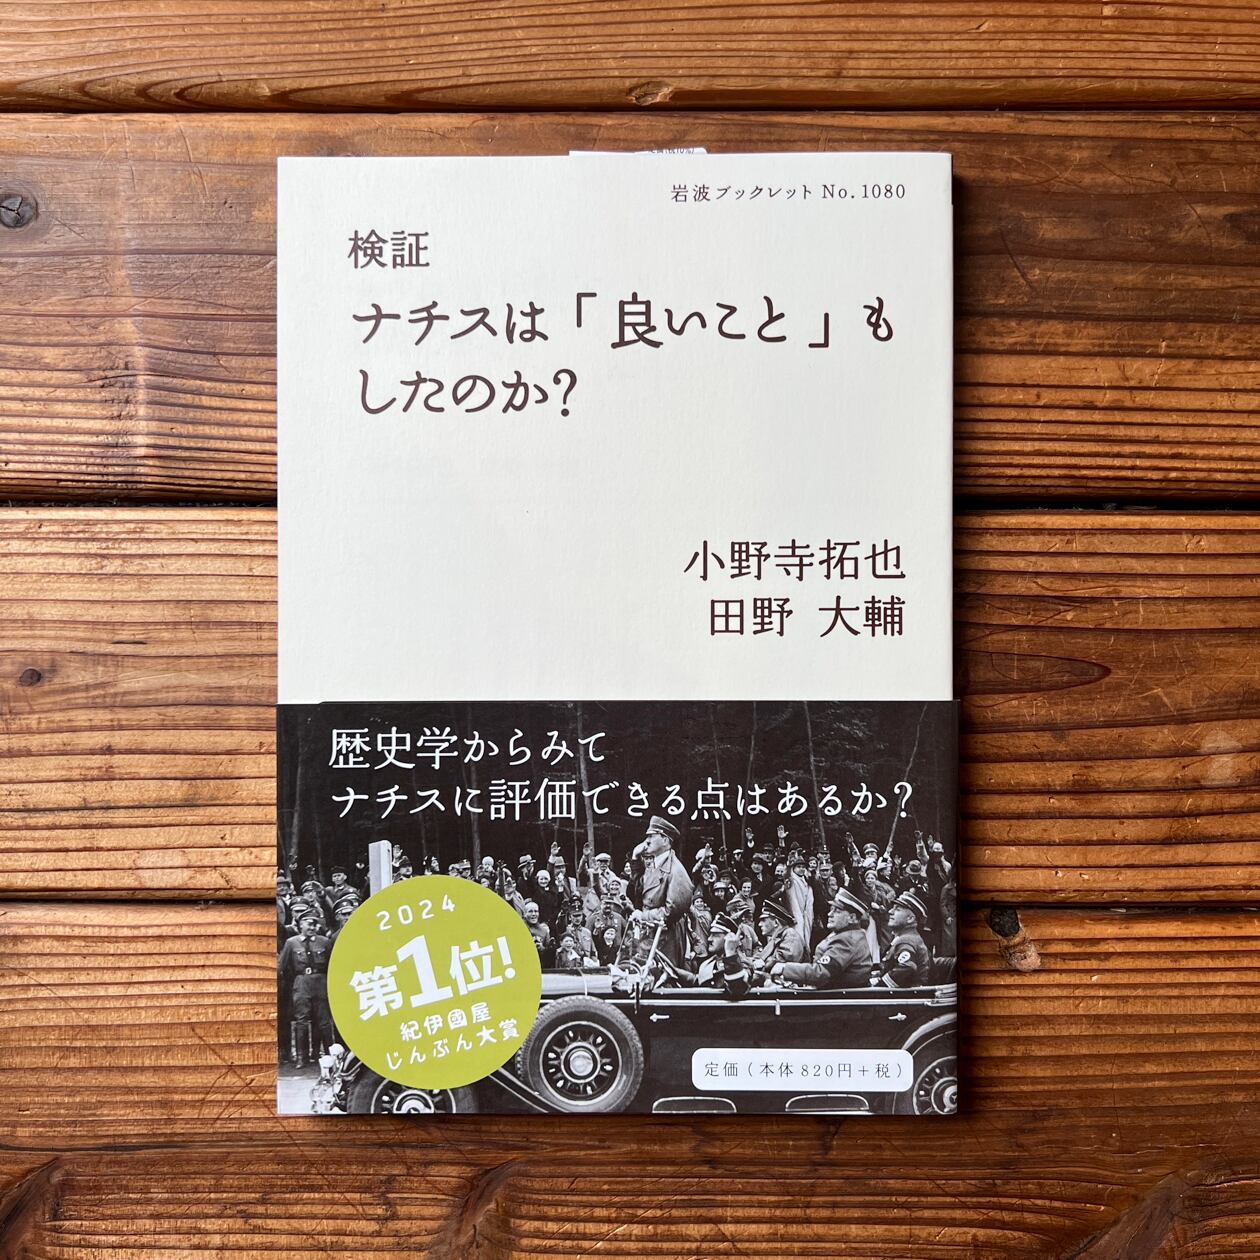 岩波ブックレット No.1080
検証
ナチスは「良いこと」も
したのか?
小野寺拓也
田野 大輔
歴史学からみて
ナチスに評価できる点はあるか?
2024
第1位!
紀伊國屋
じんぶん大賞
定価(本体820円+税)